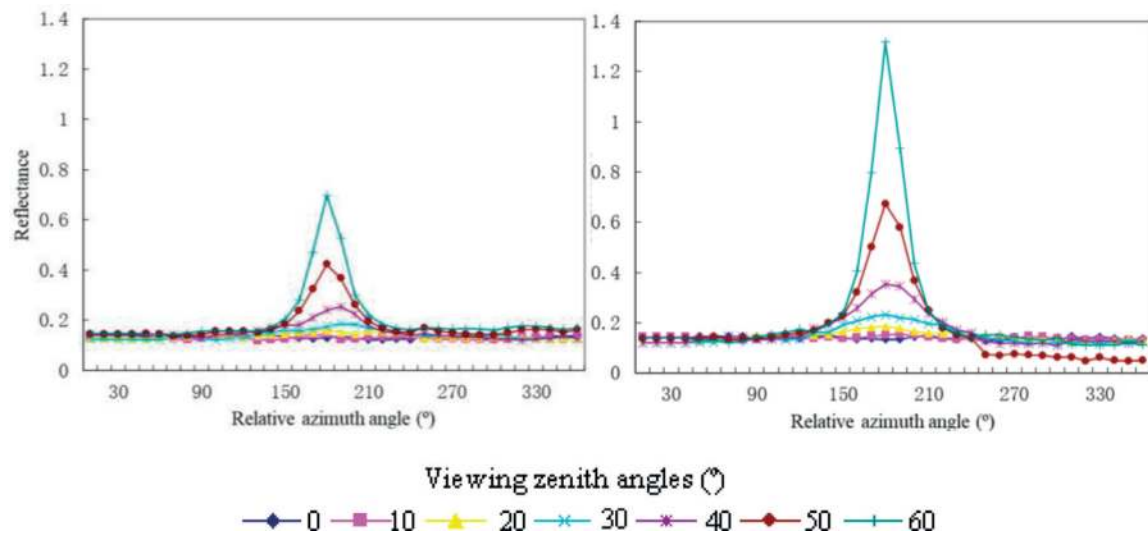 1.4
1.2
1
0.8
0.6
0.4
0.2
0
Reflectance
30 90 150 210 270 330
Relative azimuth angle (º)
1.4
1.2
1
0.8
0.6
0.4
0.2
0
30 90 150 210 270 330
Relative azimuth angle (º)
Viewing zenith angles (º)
0 10 20 30 40 50 60